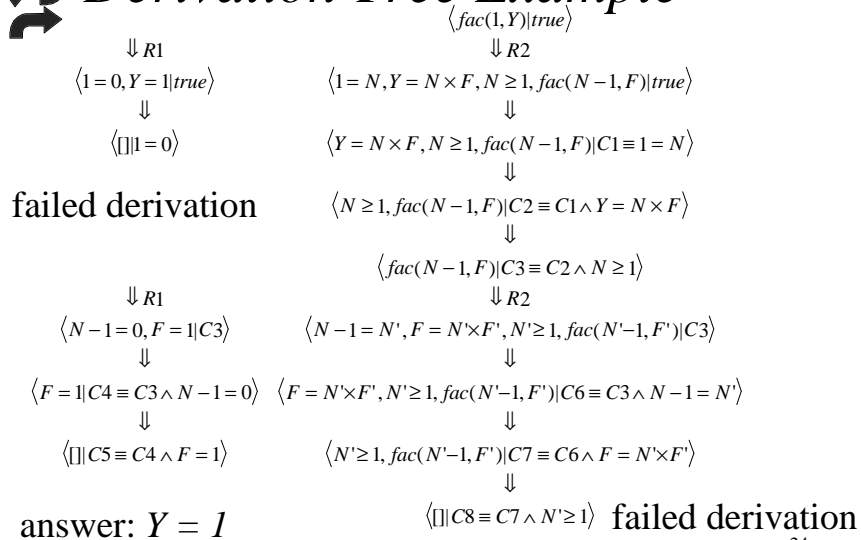 Derivation Tree Example
⟨fac(1,Y)|true⟩
⇓ R1 ⇓ R2
⟨1 = 0, Y = 1|true⟩ ⟨1 = N, Y = N × F, N ≥ 1, fac(N − 1, F)|true⟩
⇓ ⇓
⟨[]|1 = 0⟩ ⟨Y = N × F, N ≥ 1, fac(N − 1, F)|C1 ≡ 1 = N⟩
⇓
failed derivation ⟨N ≥ 1, fac(N − 1, F)|C2 ≡ C1 ∧ Y = N × F⟩
⇓
⟨fac(N − 1, F)|C3 ≡ C2 ∧ N ≥ 1⟩
⇓ R1 ⇓ R2
⟨N − 1 = 0, F = 1|C3⟩ ⟨N − 1 = N', F = N'×F', N'≥ 1, fac(N'−1, F')|C3⟩
⇓ ⇓
⟨F = 1|C4 ≡ C3 ∧ N − 1 = 0⟩ ⟨F = N'×F', N'≥ 1, fac(N'−1, F')|C6 ≡ C3 ∧ N − 1 = N'⟩
⇓ ⇓
⟨[]|C5 ≡ C4 ∧ F = 1⟩ ⟨N'≥ 1, fac(N'−1, F')|C7 ≡ C6 ∧ F = N'×F'⟩
⇓
answer: Y = 1 ⟨[]|C8 ≡ C7 ∧ N'≥ 1⟩ failed derivation